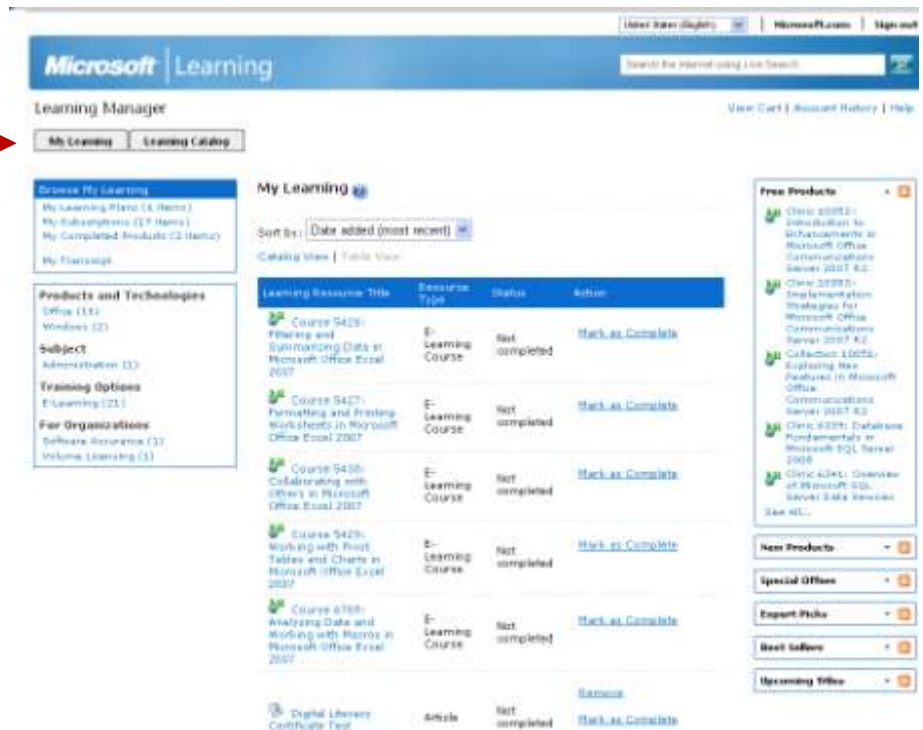 United States (English) | Microsoft.com | Sign out
Microsoft | Learning
Search the Internet using Live Search
Learning Manager
View Cart | Account History | Help
My Learning
Learning Catalog
Browse My Learning
My Learning Plans (1 Items)
My Subscriptions (17 Items)
My Completed Products (2 Items)
My Transcript
Products and Technologies
Office (16)
Windows (2)
Subject
Administration (1)
Training Options
E-Learning (21)
For Organizations
Software Assurance (1)
Volume Licensing (1)
My Learning
Sort by: Date added (most recent)
Catalog View | Table View
Learning Resource Title Resource Type Status Action
Course 5428:
Filtering and
Summarizing Data in
Microsoft Office Excel
2007
E-
Learning
Course
Not
completed
Mark as Complete
Course 5427:
Formatting and Printing
Worksheets in Microsoft
Office Excel 2007
E-
Learning
Course
Not
completed
Mark as Complete
Course 5430:
Collaborating with
Others in Microsoft
Office Excel 2007
E-
Learning
Course
Not
completed
Mark as Complete
Course 5429:
Working with Pivot
Tables and Charts in
Microsoft Office Excel
2007
E-
Learning
Course
Not
completed
Mark as Complete
Course
Analyzing Data and
Working with Macros in
Microsoft Office Excel
2007
E-
Learning
Course
Not
completed
Mark as Complete
Digital Literacy
Certificate Test
Article
Not
completed
Remove
Mark as Complete
Free Products
Clinic 10052:
Introduction to
Enhancements in
Microsoft Office
Communications
Server 2007 R2
Clinic
Implementation
Strategies for
Microsoft Office
Communications
Server 2007 R2
Collection
Exploring New
Features in Microsoft
Office
Communications
Server 2007 R2
Clinic Database
Fundamentals in
Microsoft SQL Server
2008
Clinic 6341: Overview
of Microsoft SQL
Server Data Services
See All...
New Products
Special Offers
Expert Picks
Best Sellers
Upcoming Titles